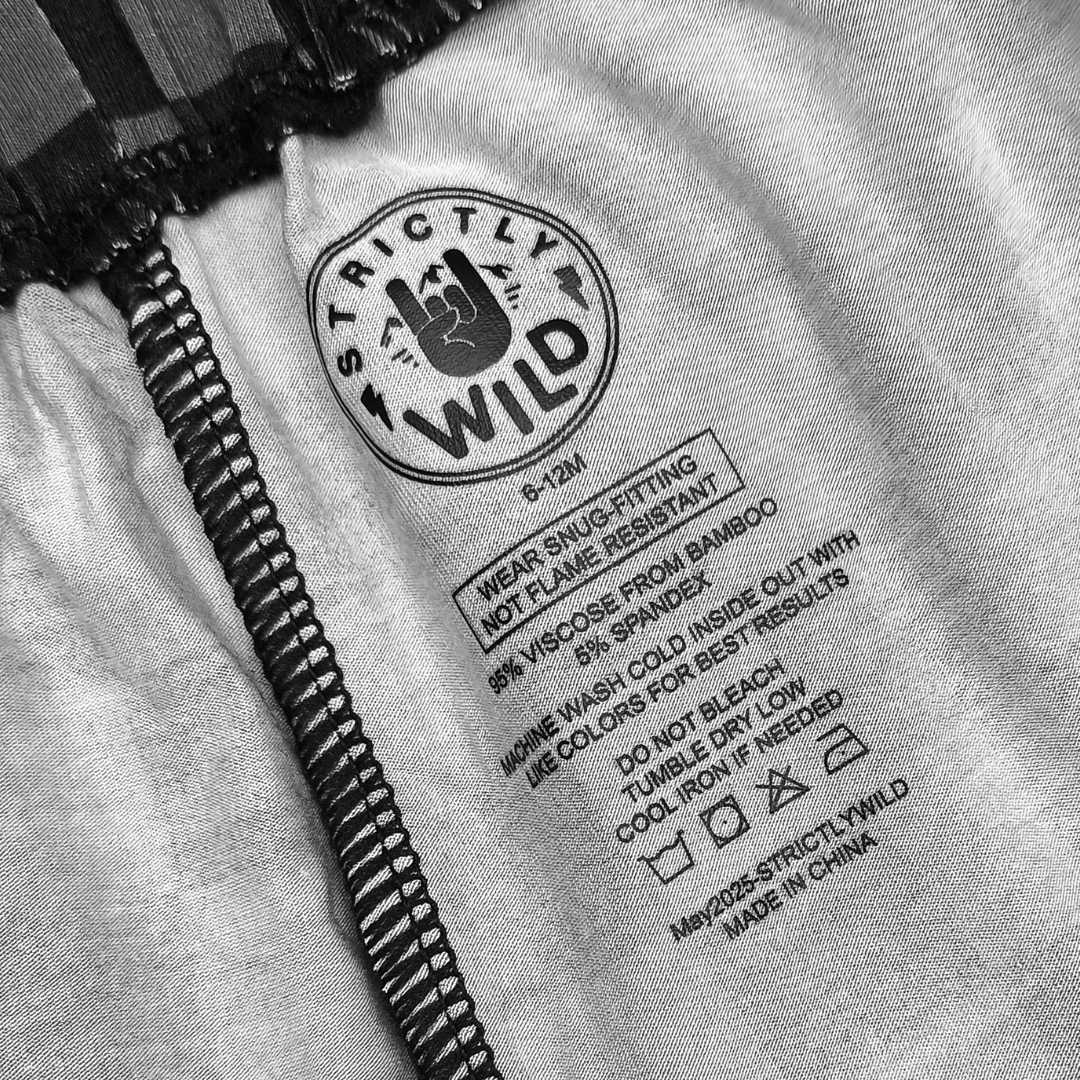 STRICTLY
WILD
6-12M
WEAR SNUG-FITTING
NOT FLAME RESISTANT
95% VISCOSE FROM BAMBOO
5% SPANDEX
MACHINE WASH COLD INSIDE OUT WITH
LIKE COLORS FOR BEST RESULTS
DO NOT BLEACH
TUMBLE DRY LOW
COOL IRON IF NEEDED
May2025-STRICTLYWILD
MADE IN CHINA